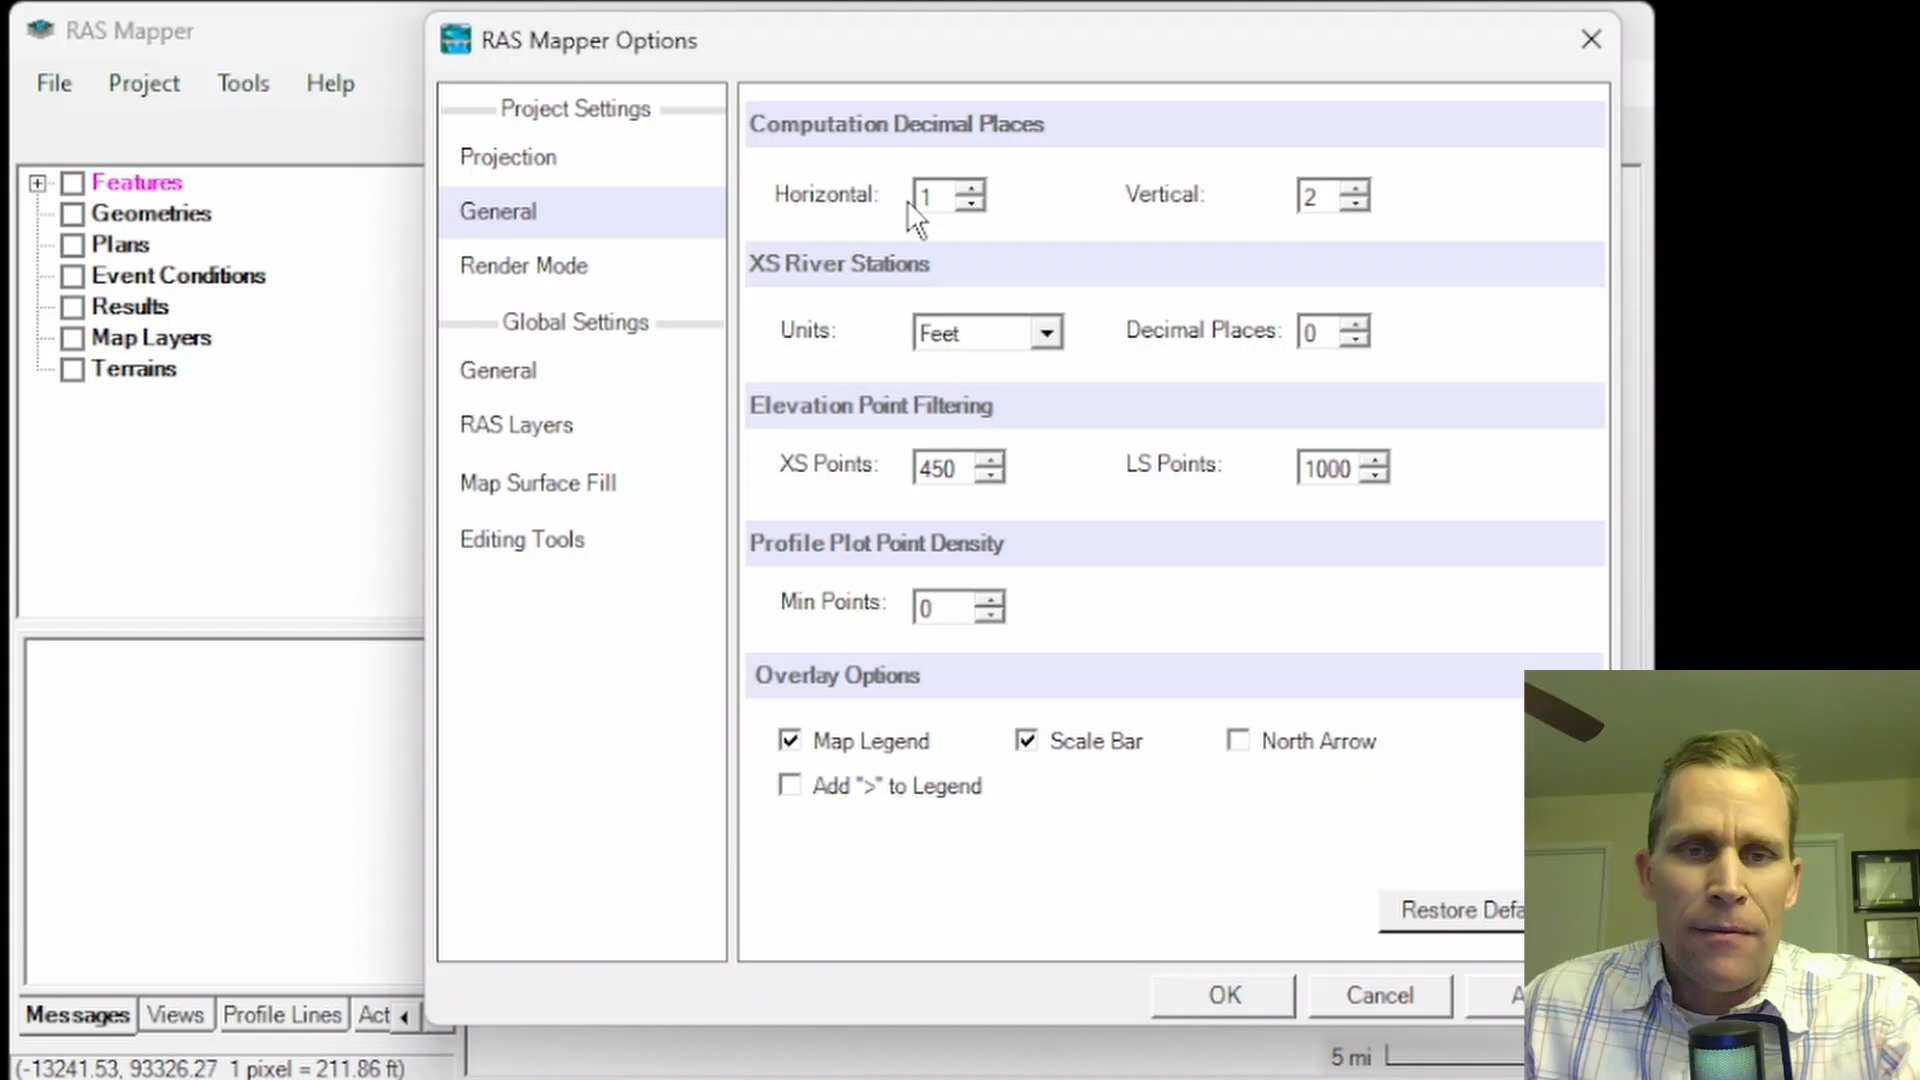 RAS Mapper
File Project Tools Help
Features
Geometries
Plans
Event Conditions
Results
Map Layers
Terrains
Messages Views Profile Lines Act
(-13241.53, 93326.27 1 pixel = 211.86 ft)
RAS Mapper Options
Project Settings
Projection
General
Render Mode
Global Settings
General
RAS Layers
Map Surface Fill
Editing Tools
Computation Decimal Places
Horizontal: 1 Vertical: 2
XS River Stations
Units: Feet Decimal Places: 0
Elevation Point Filtering
XS Points: 450 LS Points: 1000
Profile Plot Point Density
Min Points: 0
Overlay Options
Map Legend Scale Bar North Arrow
Add ">" to Legend
Restore Defa
OK Cancel A
5 mi